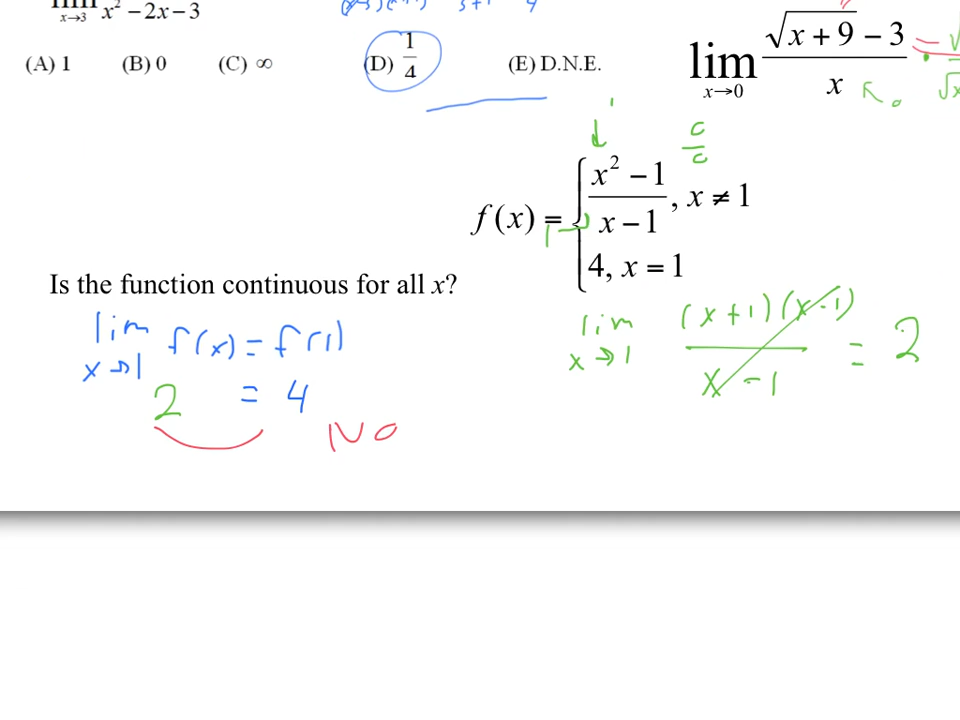 x→3 x² − 2x − 3
(A) 1 (B) 0 (C) ∞ (D) 1/4 (E) D.N.E.
lim x→0 (√(x + 9) − 3)/x
c/c
f(x) = { (x² − 1)/(x − 1), x ≠ 1
4, x = 1
Is the function continuous for all x?
lim x→1 f(x) = f(1)
2 = 4
NO
lim x→1 (x+1)(x-1)/(x-1) = 2